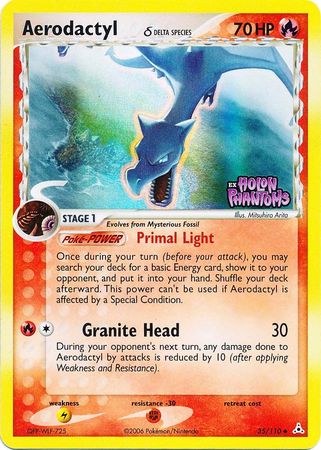 Aerodactyl δ DELTA SPECIES 70 HP
EX HOLON PHANTOMS
Illus. Mitsuhiro Arita
STAGE 1
Evolves from Mysterious Fossil
Poké-POWER Primal Light
Once during your turn (before your attack), you may
search your deck for a basic Energy card, show it to your
opponent, and put it into your hand. Shuffle your deck
afterward. This power can't be used if Aerodactyl is
affected by a Special Condition.
Granite Head 30
During your opponent's next turn, any damage done to
Aerodactyl by attacks is reduced by 10 (after applying
Weakness and Resistance).
weakness resistance -30 retreat cost
©2006 Pokémon/Nintendo 35/110